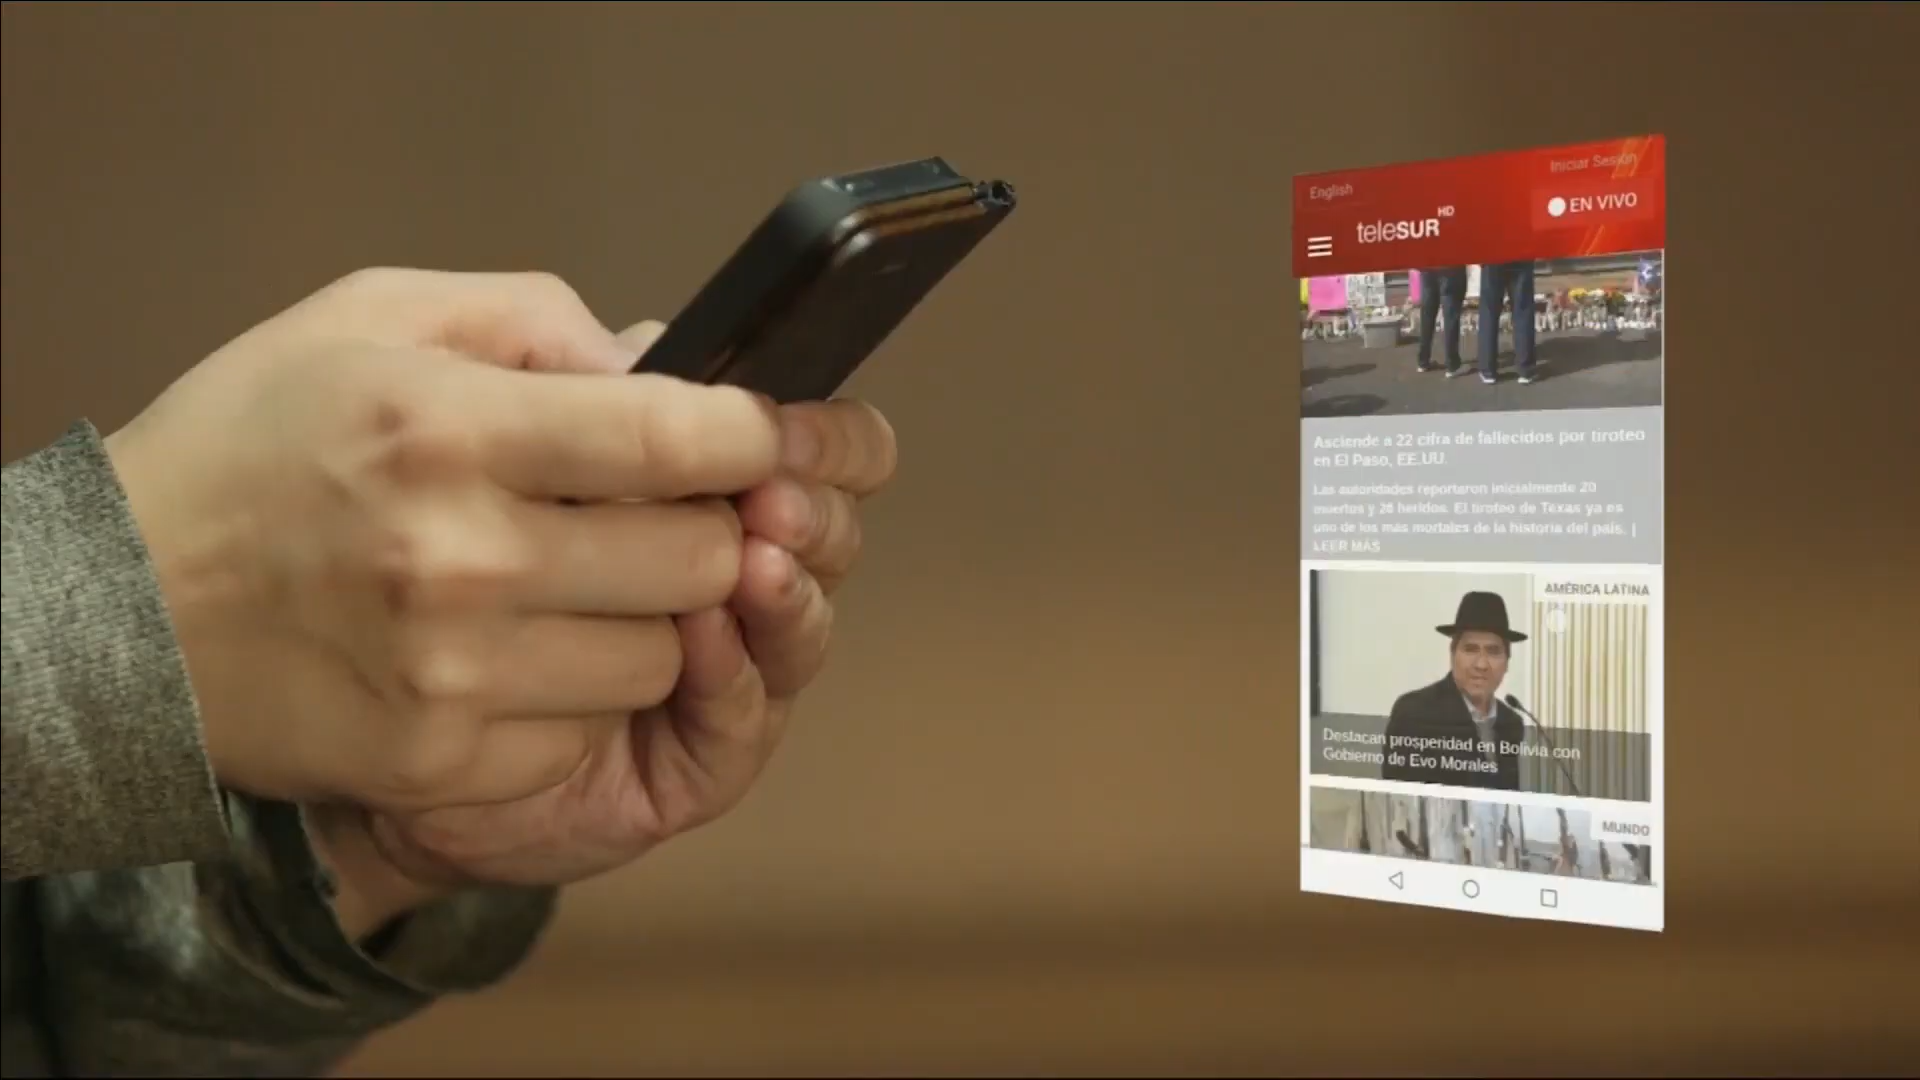 English
Iniciar Sesión
teleSUR HD
EN VIVO
Asciende a 22 cifra de fallecidos por tiroteo
en El Paso, EE.UU.
Las autoridades reportaron inicialmente 20
muertos y 26 heridos. El tiroteo de Texas ya es
uno de los más mortales de la historia del país. |
LEER MÁS
AMÉRICA LATINA
Destacan prosperidad en Bolivia con
Gobierno de Evo Morales
MUNDO